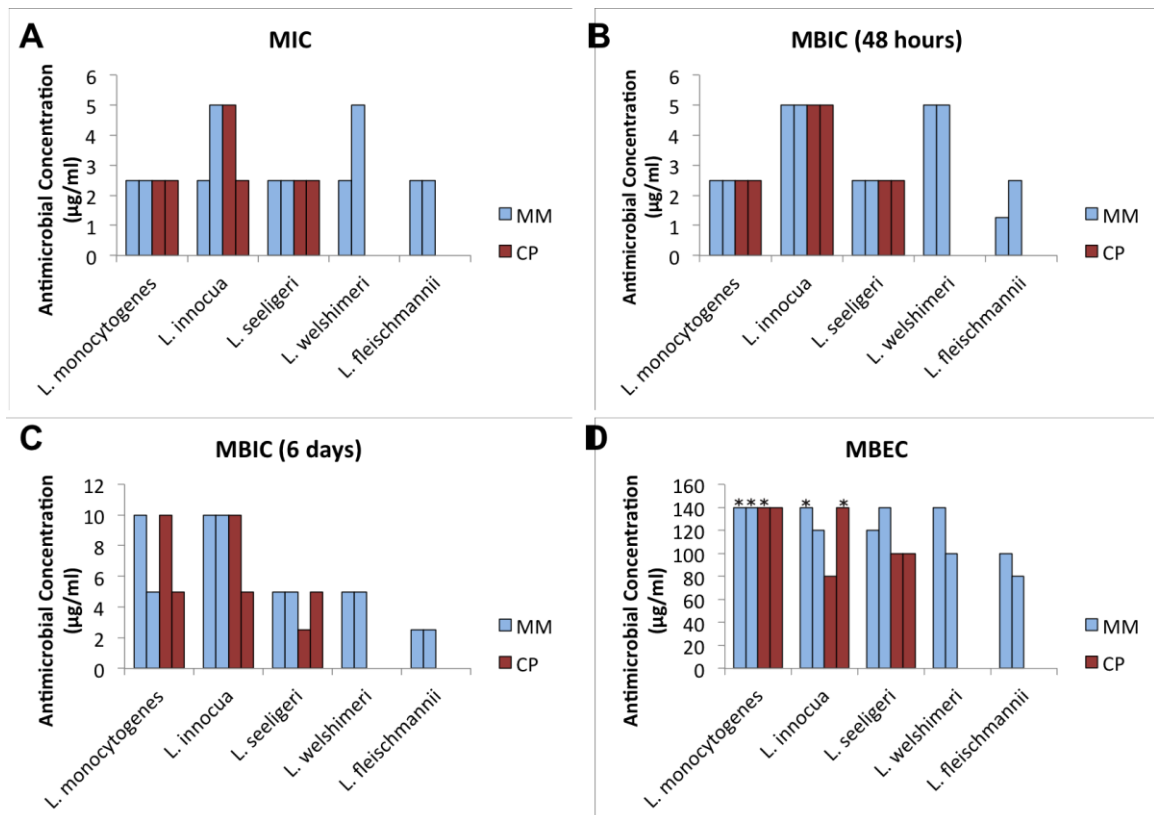 A
MIC
Antimicrobial Concentration
(µg/ml)
6
5
4
3
2
1
0
L. monocytogenes
L. innocua
L. seeligeri
L. welshimeri
L. fleischmannii
MM
CP
B
MBIC (48 hours)
Antimicrobial Concentration
(µg/ml)
6
5
4
3
2
1
0
L. monocytogenes
L. innocua
L. seeligeri
L. welshimeri
L. fleischmannii
MM
CP
C
MBIC (6 days)
Antimicrobial Concentration
(µg/ml)
12
10
8
6
4
2
0
L. monocytogenes
L. innocua
L. seeligeri
L. welshimeri
L. fleischmannii
MM
CP
D
MBEC
Antimicrobial Concentration
(µg/ml)
160
140
120
100
80
60
40
20
0
* * * * *
L. monocytogenes
L. innocua
L. seeligeri
L. welshimeri
L. fleischmannii
MM
CP